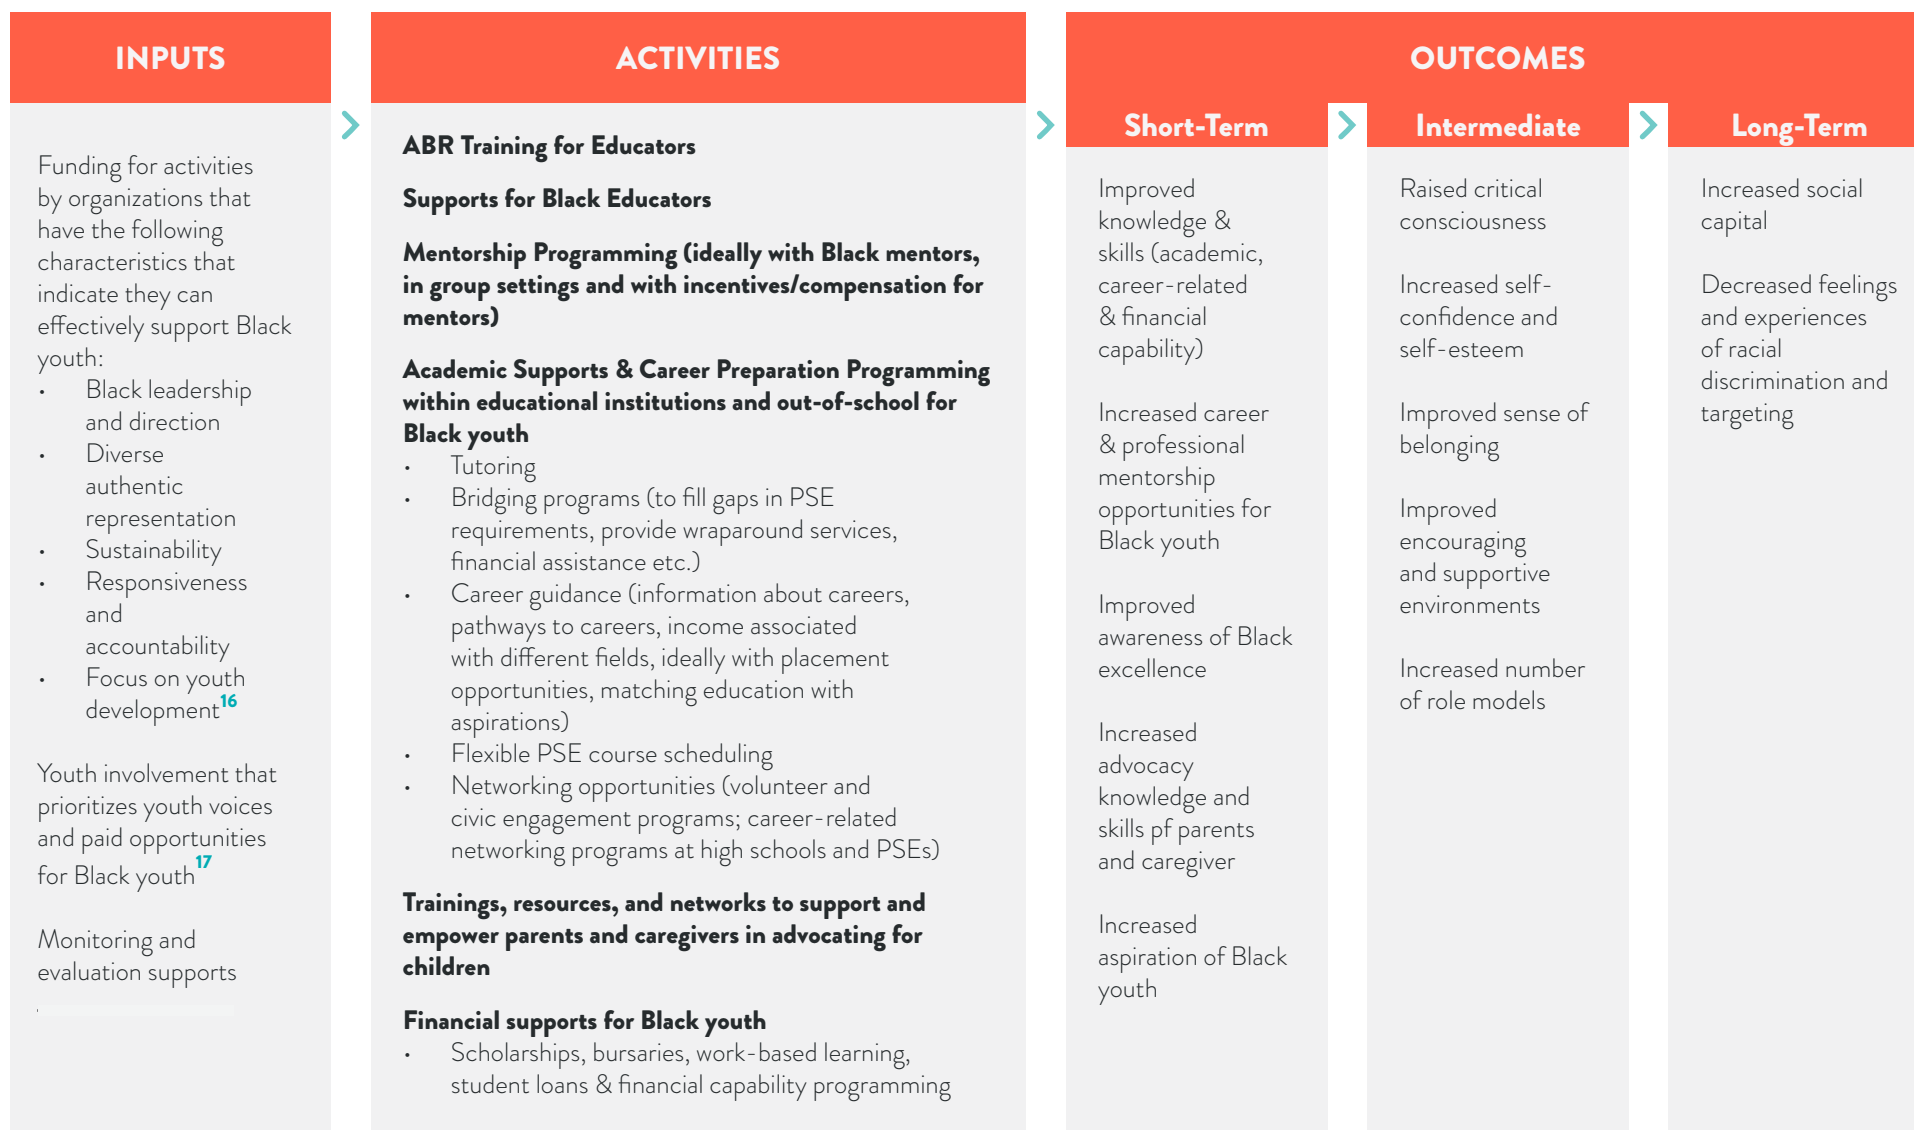 INPUTS
Funding for activities
by organizations that
have the following
characteristics that
indicate they can
effectively support Black
youth:
• Black leadership
and direction
• Diverse
authentic
representation
• Sustainability
• Responsiveness
and
accountability
• Focus on youth
development16
Youth involvement that
prioritizes youth voices
and paid opportunities
for Black youth17
Monitoring and
evaluation supports
ACTIVITIES
ABR Training for Educators
Supports for Black Educators
Mentorship Programming (ideally with Black mentors,
in group settings and with incentives/compensation for
mentors)
Academic Supports & Career Preparation Programming
within educational institutions and out-of-school for
Black youth
• Tutoring
• Bridging programs (to fill gaps in PSE
requirements, provide wraparound services,
financial assistance etc.)
• Career guidance (information about careers,
pathways to careers, income associated
with different fields, ideally with placement
opportunities, matching education with
aspirations)
• Flexible PSE course scheduling
• Networking opportunities (volunteer and
civic engagement programs; career-related
networking programs at high schools and PSEs)
Trainings, resources, and networks to support and
empower parents and caregivers in advocating for
children
Financial supports for Black youth
• Scholarships, bursaries, work-based learning,
student loans & financial capability programming
OUTCOMES
Short-Term
Improved
knowledge &
skills (academic,
career-related
& financial
capability)
Increased career
& professional
mentorship
opportunities for
Black youth
Improved
awareness of Black
excellence
Increased
advocacy
knowledge and
skills pf parents
and caregiver
Increased
aspiration of Black
youth
Intermediate
Raised critical
consciousness
Increased self-
confidence and
self-esteem
Improved sense of
belonging
Improved
encouraging
and supportive
environments
Increased number
of role models
Long-Term
Increased social
capital
Decreased feelings
and experiences
of racial
discrimination and
targeting